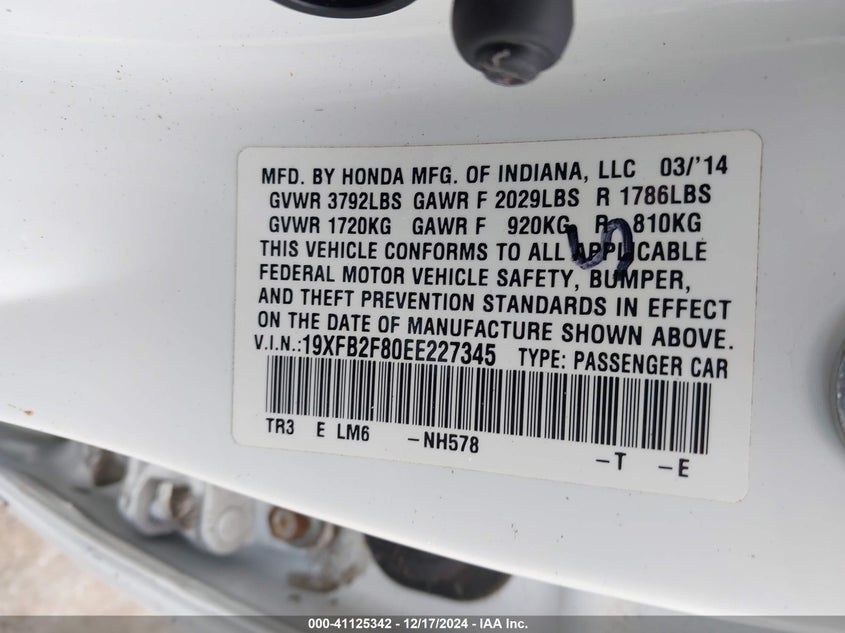 MFD. BY HONDA MFG. OF INDIANA, LLC 03/'14
GVWR 3792LBS GAWR F 2029LBS R 1786LBS
GVWR 1720KG GAWR F 920KG R 810KG
THIS VEHICLE CONFORMS TO ALL APPLICABLE
FEDERAL MOTOR VEHICLE SAFETY, BUMPER,
AND THEFT PREVENTION STANDARDS IN EFFECT
ON THE DATE OF MANUFACTURE SHOWN ABOVE.
V.I.N.:19XFB2F80EE227345 TYPE: PASSENGER CAR
TR3 E LM6 -NH578 -T -E
000-41125342 - 12/17/2024 - IAA Inc.